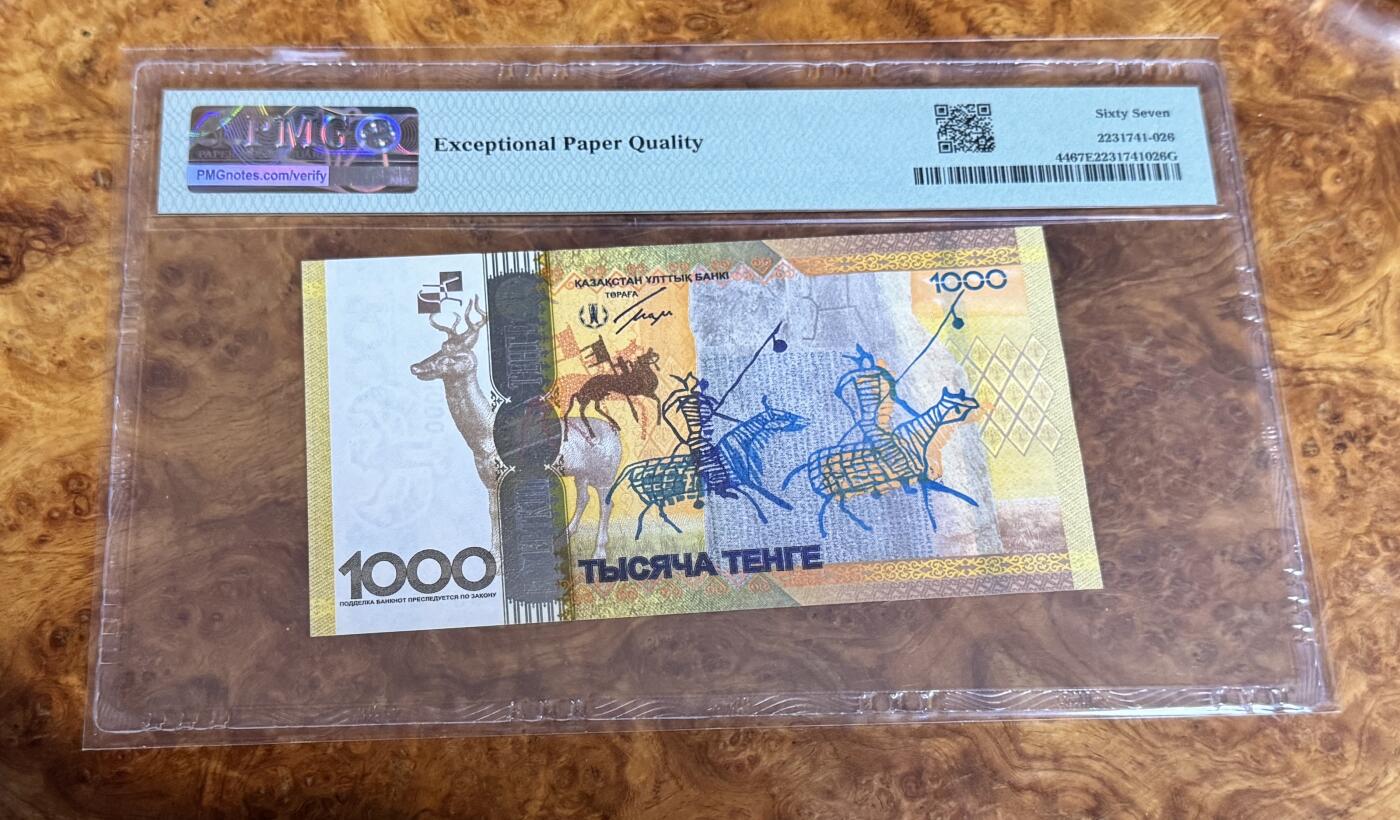 PMG
PMGnotes.com/verify
Exceptional Paper Quality
Sixty Seven
2231741-026
4467E2231741026G
ҚАЗАҚСТАН ҰЛТТЫҚ БАНКІ
ТӨРАҒА
1000
1000
ПОДДЕЛКА БАНКНОТ ПРЕСЛЕДУЕТСЯ ПО ЗАКОНУ
ТЫСЯЧА ТЕНГЕ